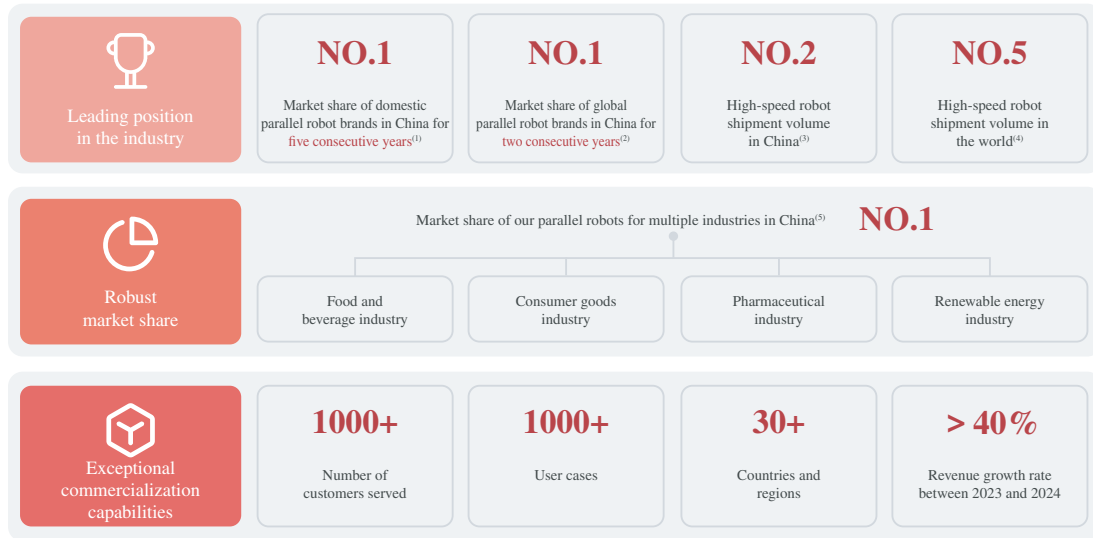 Leading position
in the industry
NO.1
Market share of domestic
parallel robot brands in China for
five consecutive years(1)
NO.1
Market share of global
parallel robot brands in China for
two consecutive years(2)
NO.2
High-speed robot
shipment volume
in China(3)
NO.5
High-speed robot
shipment volume in
the world(4)
Robust
market share
Market share of our parallel robots for multiple industries in China(5) NO.1
Food and
beverage industry
Consumer goods
industry
Pharmaceutical
industry
Renewable energy
industry
Exceptional
commercialization
capabilities
1000+
Number of
customers served
1000+
User cases
30+
Countries and
regions
> 40%
Revenue growth rate
between 2023 and 2024